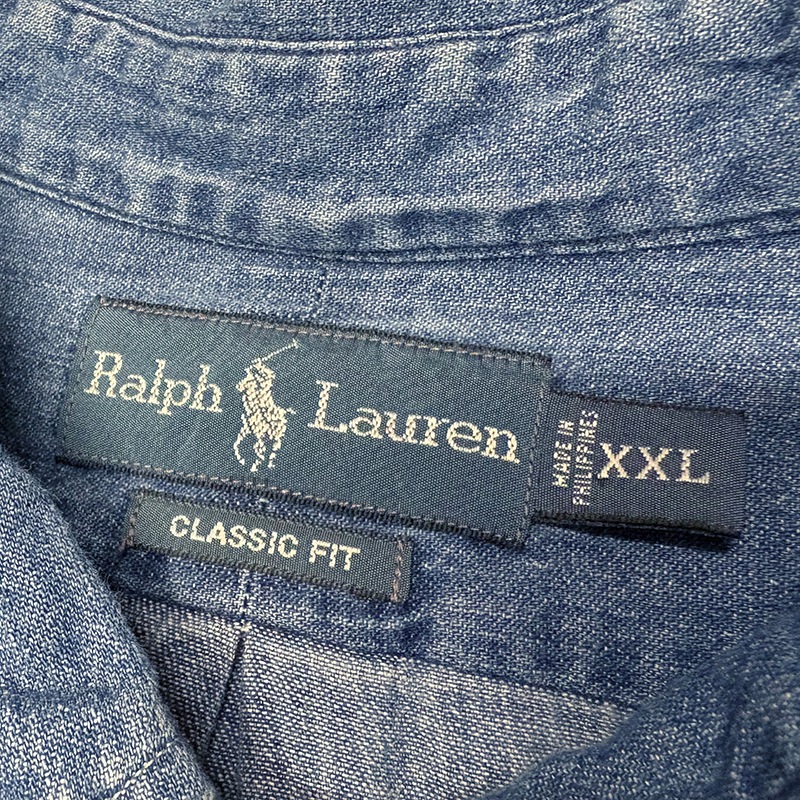 Ralph Lauren
MADE IN
PHILIPPINES
XXL
CLASSIC FIT